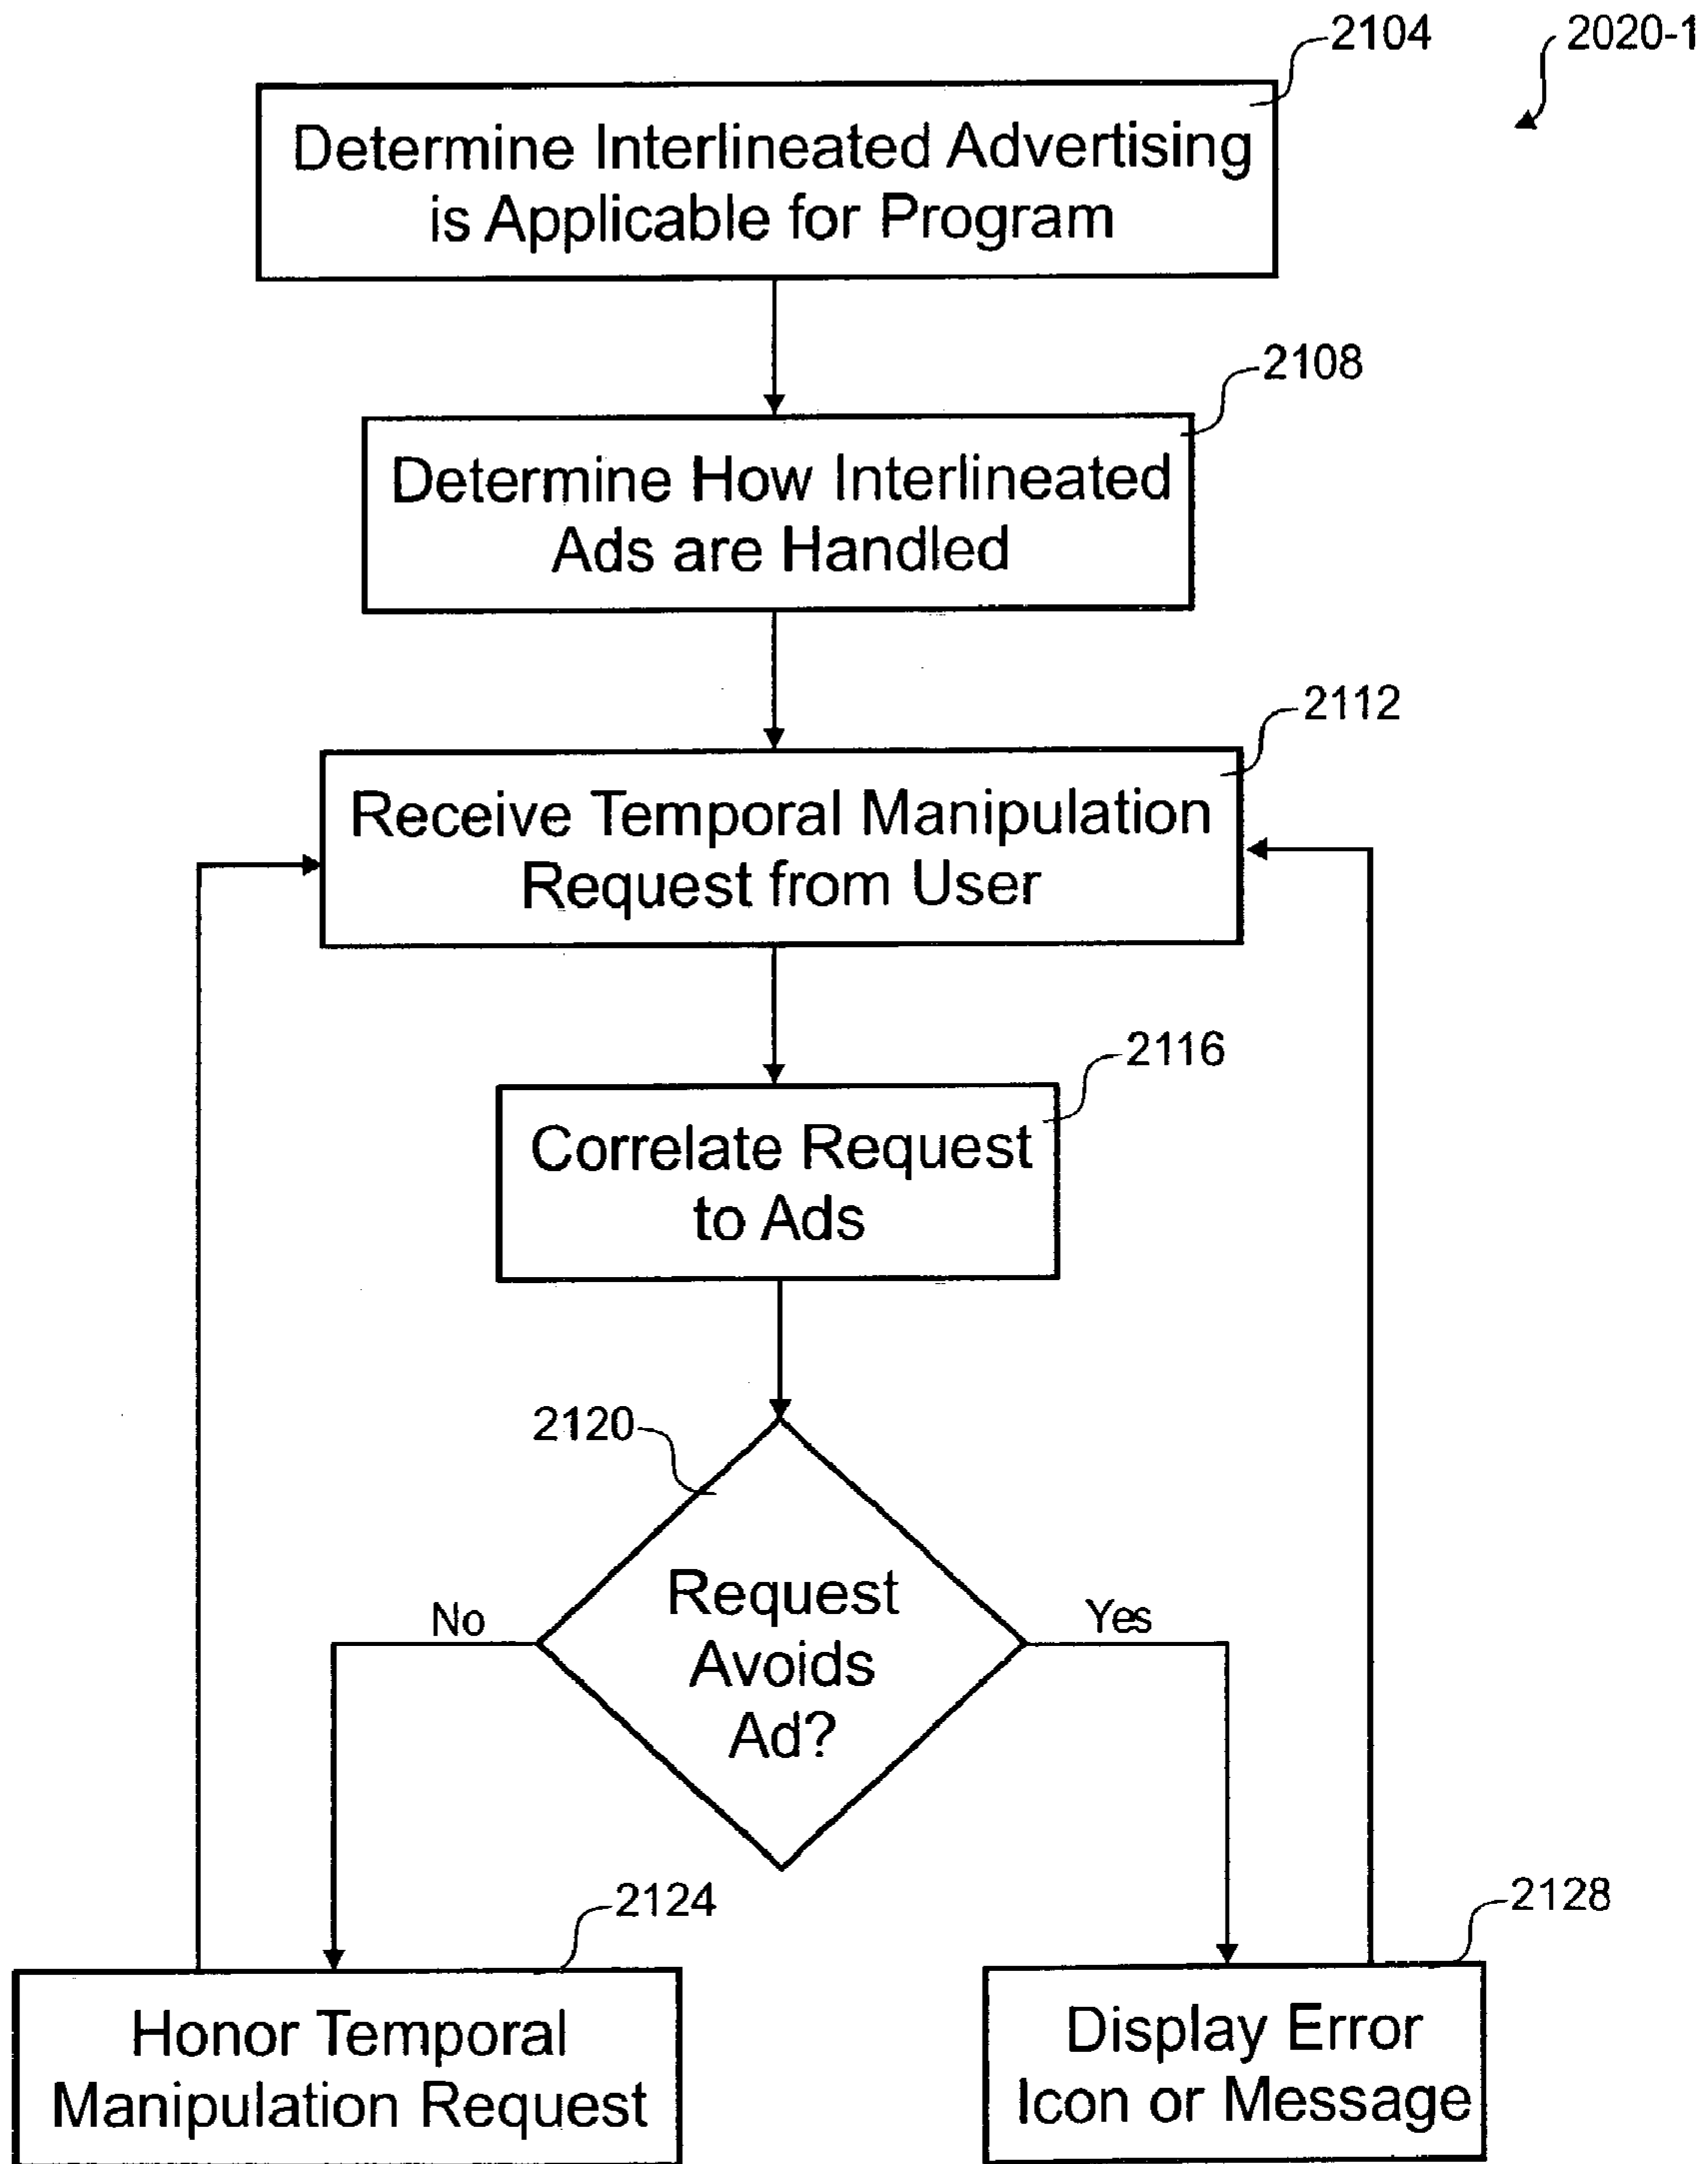 2104
2020-1
Determine Interlineated Advertising
is Applicable for Program
2108
Determine How Interlineated
Ads are Handled
2112
Receive Temporal Manipulation
Request from User
2116
Correlate Request
to Ads
2120
Request
Avoids
Ad?
No
Yes
2124
2128
Honor Temporal
Manipulation Request
Display Error
Icon or Message